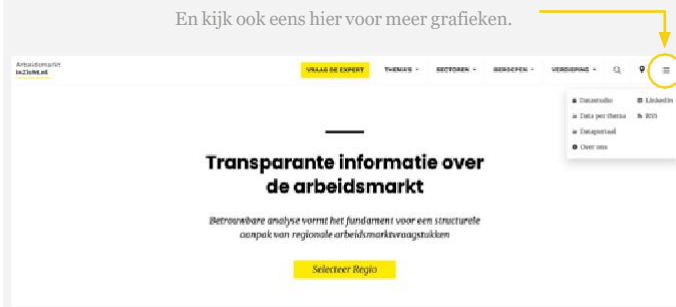 En kijk ook eens hier voor meer grafieken.
Arbeidsmarkt
InZicht.nl
VRAAG DE EXPERT THEMA'S SECTOREN BEROEPEN VERDIEPING
Datastudio LinkedIn
Data per thema RSS
Dataportaal
Over ons
Transparante informatie over
de arbeidsmarkt
Betrouwbare analyse vormt het fundament voor een structurele
aanpak van regionale arbeidsmarktvraagstukken
Selecteer Regio